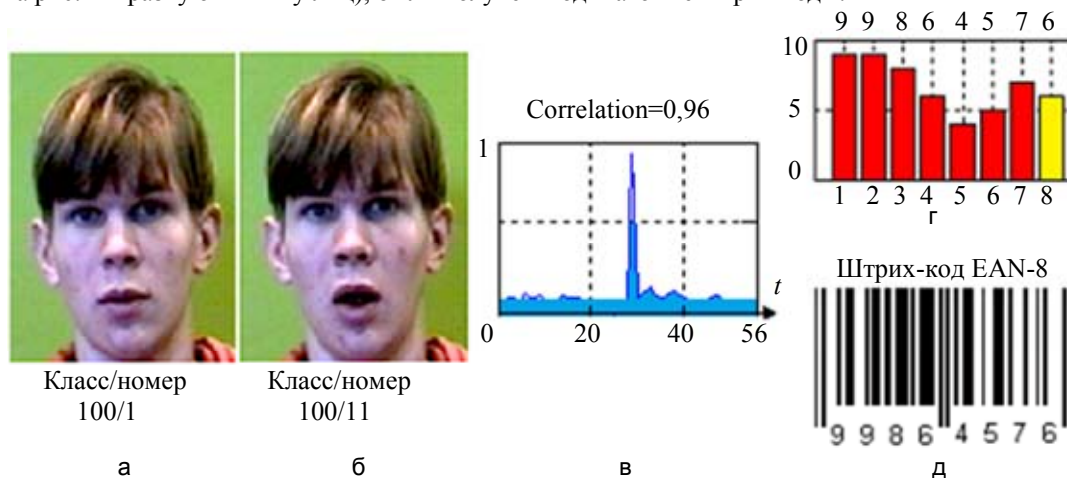 9 9 8 6 4 5 7 6
10
5
0
1 2 3 4 5 6 7 8
г
Correlation=0,96
1
t
0 20 40 56
Штрих-код EAN-8
9 9 8 6 4 5 7 6
Класс/номер
100/1
Класс/номер
100/11
а б в д